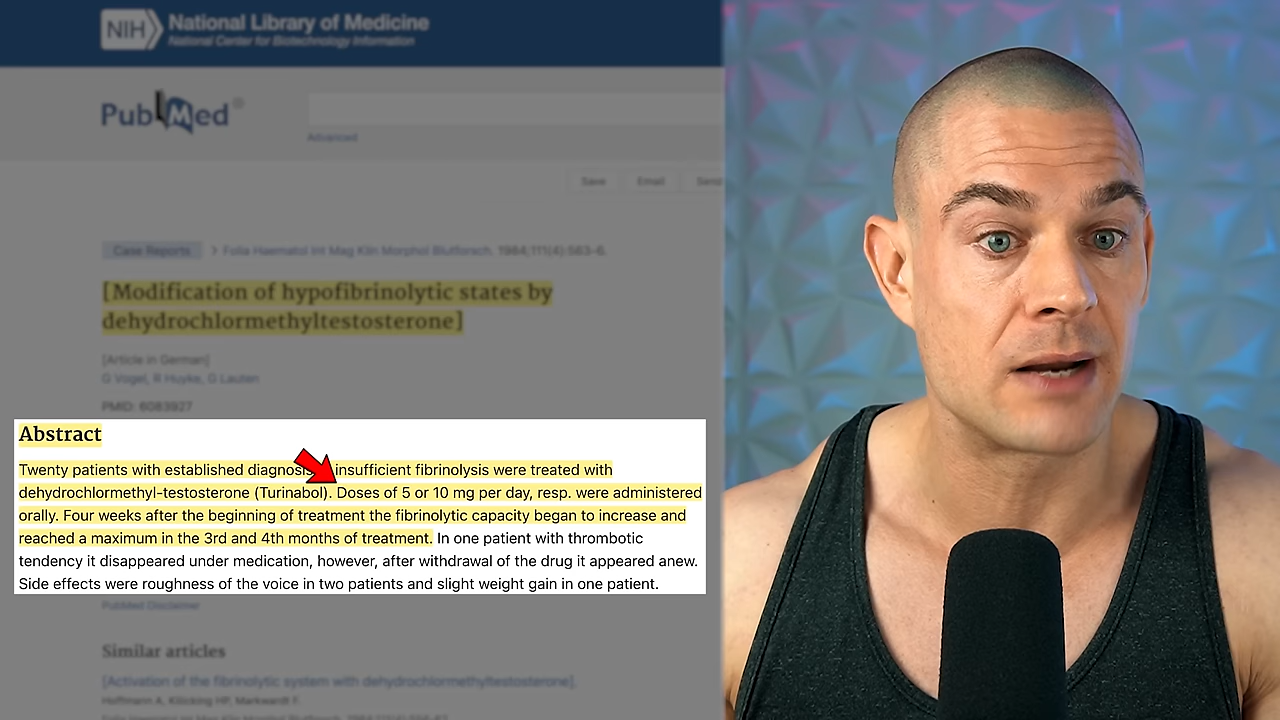 NIH National Library of Medicine
National Center for Biotechnology Information
PubMed
Advanced
Save Email Send
Case Reports > Folia Haematol Int Mag Klin Morphol Blutforsch. 1984;111(4):563-6.
[Modification of hypofibrinolytic states by
dehydrochlormethyltestosterone]
[Article in German]
G Vogel, R Huyke, G Lauten
PMID: 6083927
Abstract
Twenty patients with established diagnosis insufficient fibrinolysis were treated with
dehydrochlormethyl-testosterone (Turinabol). Doses of 5 or 10 mg per day, resp. were administered
orally. Four weeks after the beginning of treatment the fibrinolytic capacity began to increase and
reached a maximum in the 3rd and 4th months of treatment. In one patient with thrombotic
tendency it disappeared under medication, however, after withdrawal of the drug it appeared anew.
Side effects were roughness of the voice in two patients and slight weight gain in one patient.
PubMed Disclaimer
Similar articles
[Activation of the fibrinolytic system with dehydrochlormethyltestosterone].
Hoffmann A, Klöcking HP, Markwardt F.